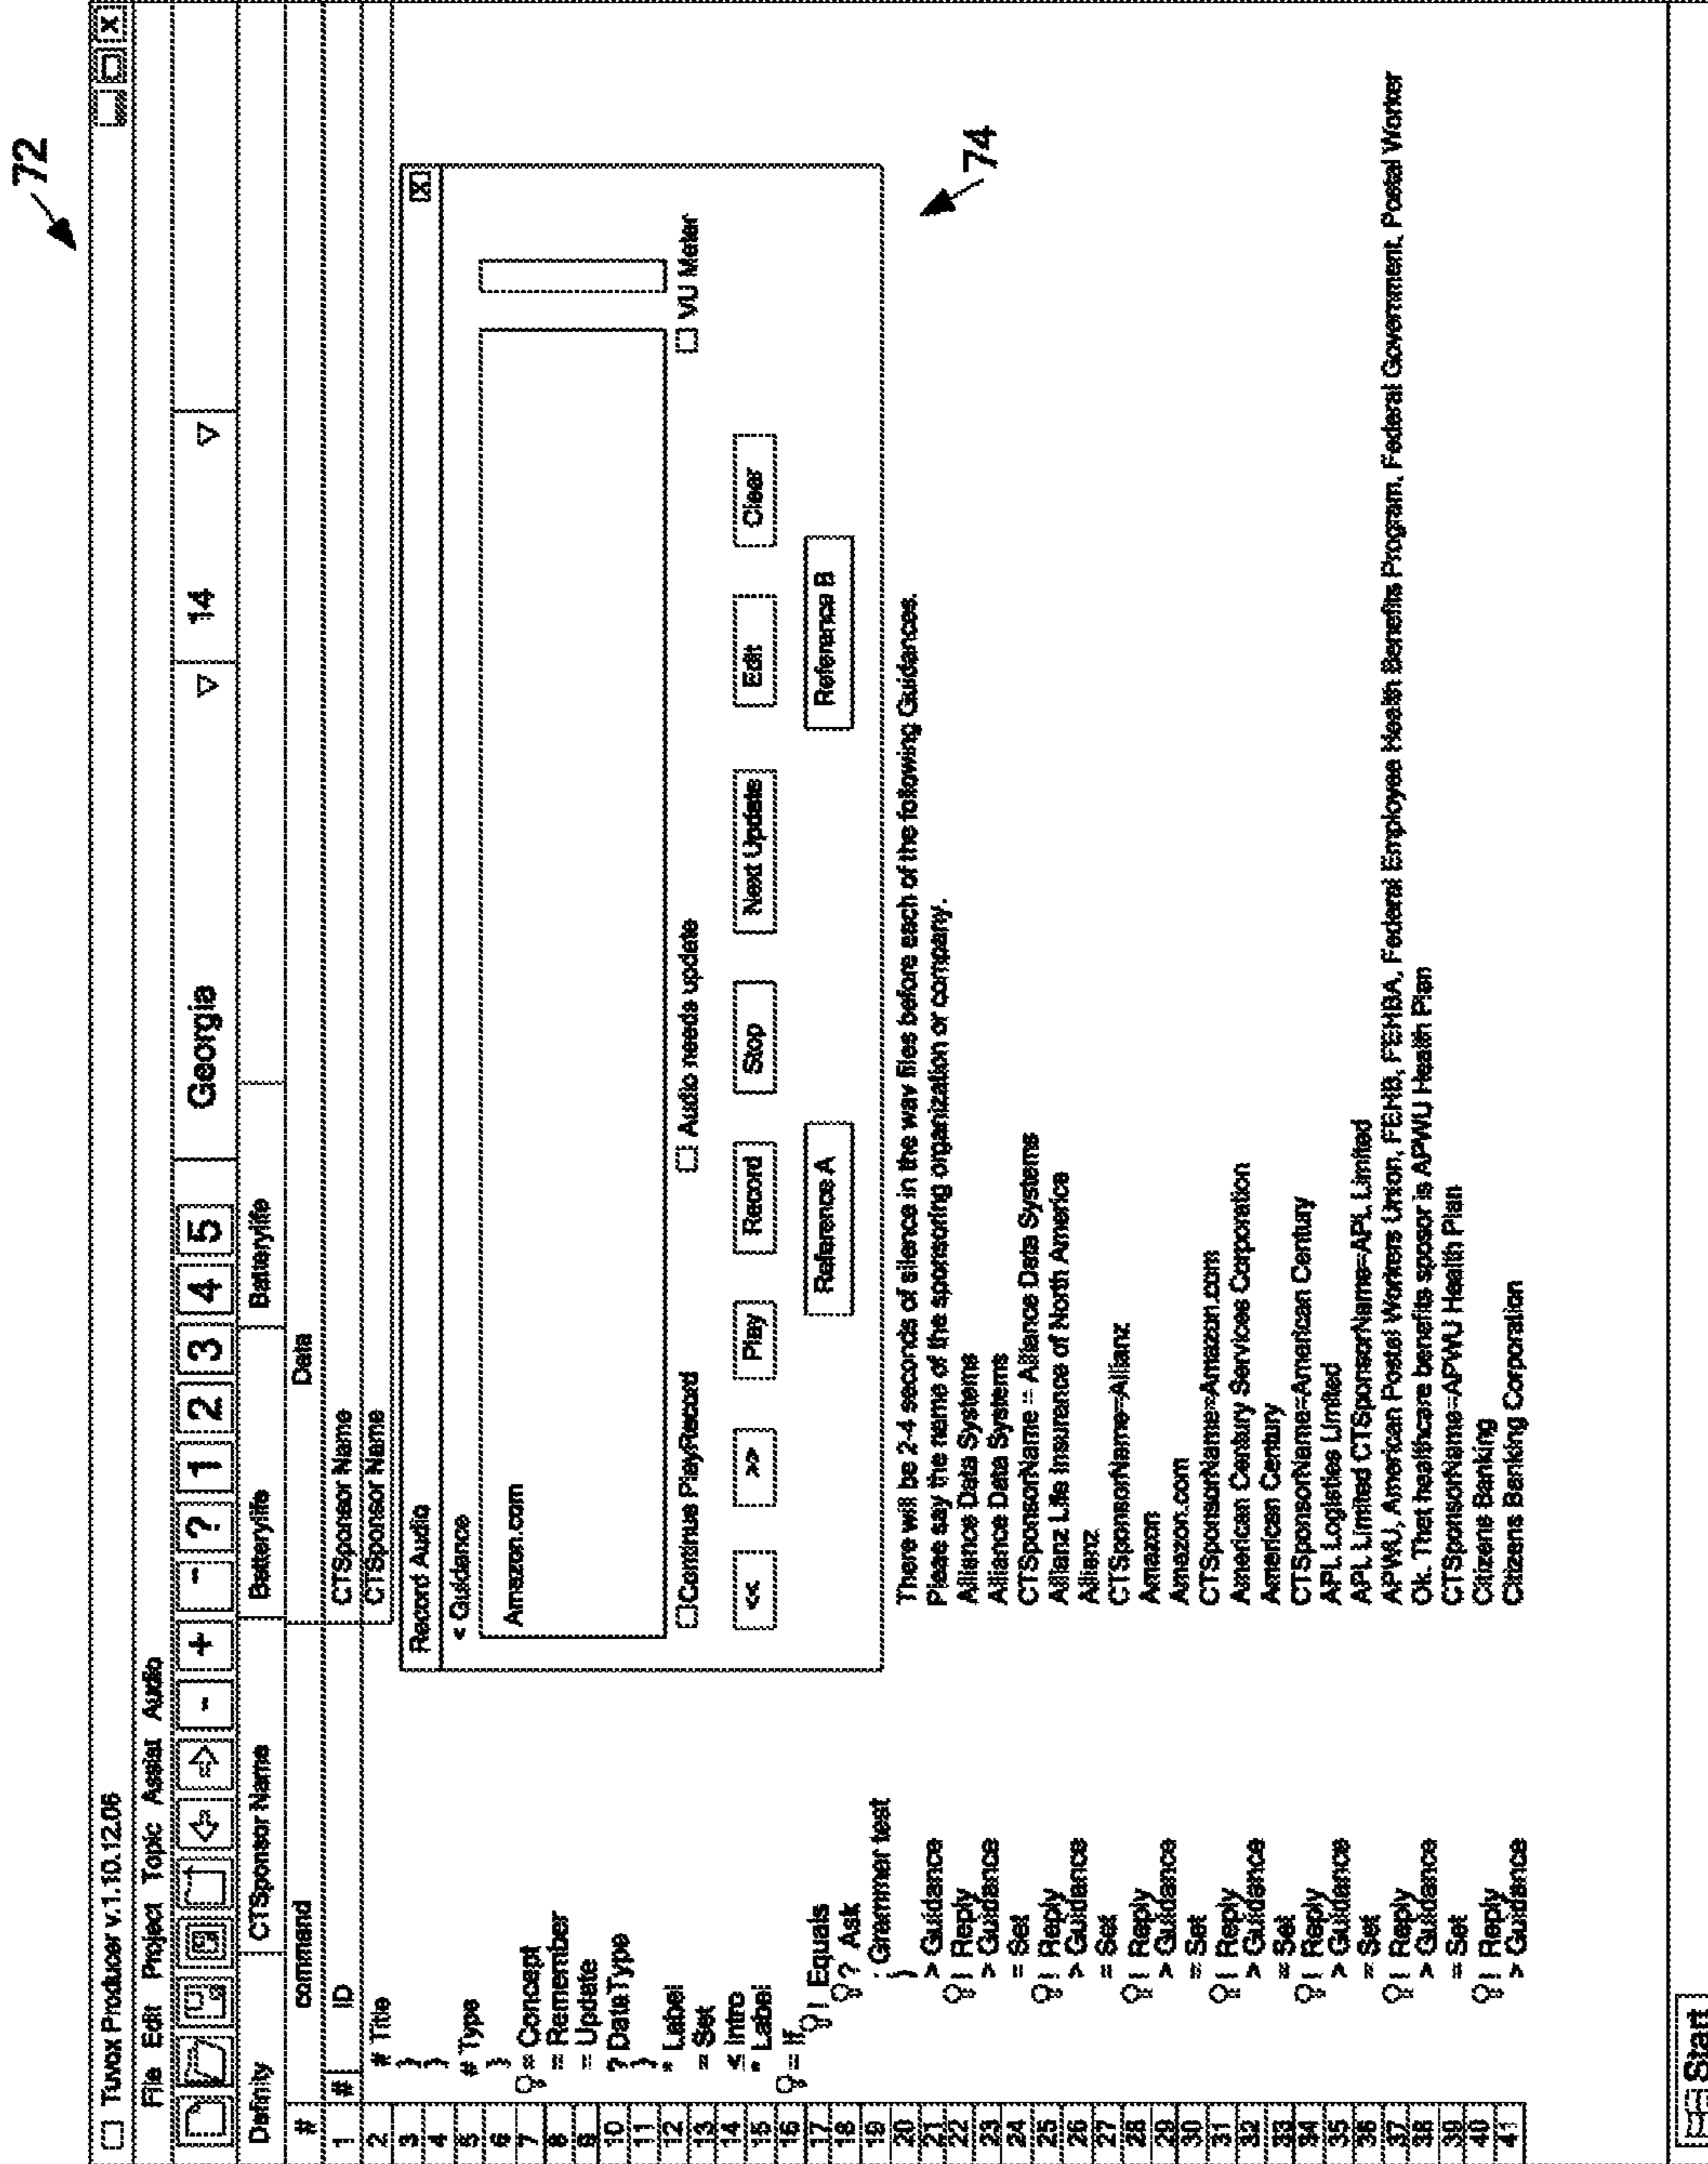 72
Tuvox Producer v.1.10.12.06
File Edit Project Topic Assist Audio
- + - ? 1 2 3 4 5 Georgia 14
Definity CTSponsor Name Batterylife Batterylife
# command Data
1 # ID CTSponsor Name
2 # Title CTSponsor Name
3 }
4 }
5 # Type
6 }
7 = Concept
8 = Remember
9 = Update
10 ? DataType
11 }
12 * Label
13 = Set
14 < Intro
15 * Label
16 = If
17 ! Equals
18 ? Ask
19 : Grammer test
20 }
21 > Guidance
22 ! Reply
23 > Guidance
24 = Set
25 ! Reply
26 > Guidance
27 = Set
28 ! Reply
29 > Guidance
30 = Set
31 ! Reply
32 > Guidance
33 = Set
34 ! Reply
35 > Guidance
36 = Set
37 ! Reply
38 > Guidance
39 = Set
40 ! Reply
41 > Guidance
Record Audio X
< Guidance
Amazon.com
Continue PlayRecord Audio needs update VU Meter
<< >> Play Record Stop Next Update Edit Clear
Reference A Reference B
74
There will be 2-4 seconds of silence in the wav files before each of the following Guidances.
Please say the name of the sponsoring organization or company.
Alliance Data Systems
Alliance Data Systems
CTSponsorName = Alliance Data Systems
Allianz Life Insurance of North America
Allianz
CTSponsorName=Allianz
Amazon
Amazon.com
CTSponsorName=Amazon.com
American Century Services Corporation
American Century
CTSponsorName=American Century
APL Logistics Limited
APL Limited CTSponsorName=APL Limited
APWU, American Postel Workers Union, FEHB, FEHBA, Federal Employee Health Benefits Program, Federal Government, Postal Worker
Ok. That healthcare benefits sposor is APWU Health Plan
CTSponsorName=APWU Health Plan
Citizens Banking
Citizens Banking Corporation
Start